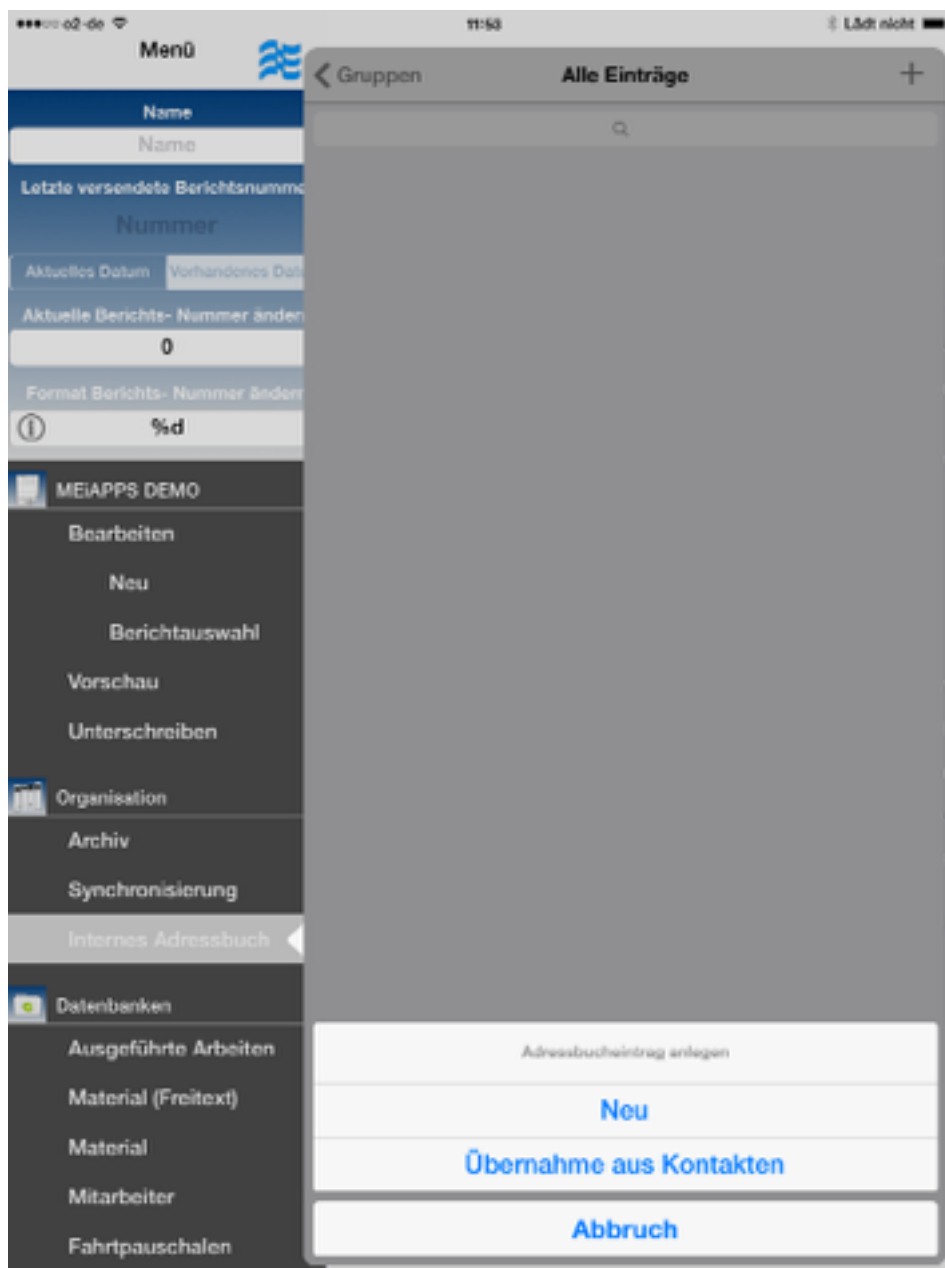 o2-de
11:53
Lädt nicht
Menü
Gruppen
Alle Einträge
Name
Name
Letzte versendete Berichtsnumme
Nummer
Aktuelles Datum
Vorhandenes Dat
Aktuelle Berichts- Nummer änder
0
Format Berichts- Nummer ändern
%d
MEiAPPS DEMO
Bearbeiten
Neu
Berichtauswahl
Vorschau
Unterschreiben
Organisation
Archiv
Synchronisierung
Internes Adressbuch
Datenbanken
Ausgeführte Arbeiten
Material (Freitext)
Material
Mitarbeiter
Fahrtpauschalen
Adressbucheintrag anlegen
Neu
Übernahme aus Kontakten
Abbruch